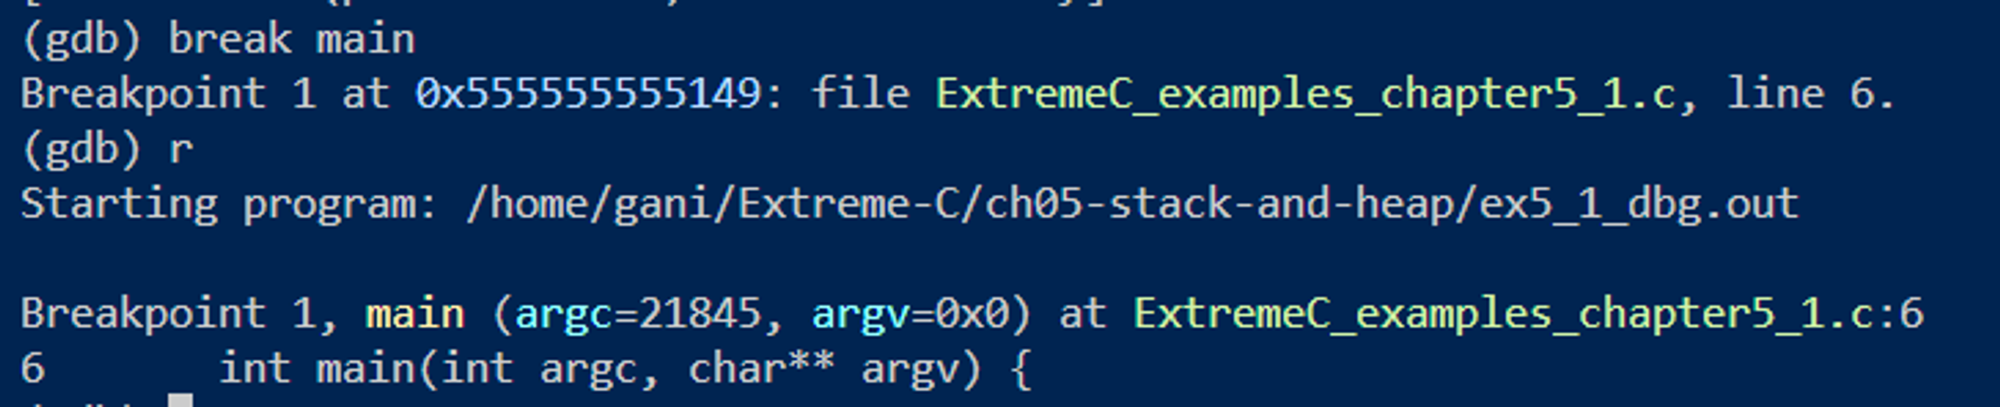 (gdb) break main
Breakpoint 1 at 0x555555555149: file ExtremeC_examples_chapter5_1.c, line 6.
(gdb) r
Starting program: /home/gani/Extreme-C/ch05-stack-and-heap/ex5_1_dbg.out
Breakpoint 1, main (argc=21845, argv=0x0) at ExtremeC_examples_chapter5_1.c:6
6       int main(int argc, char** argv) {